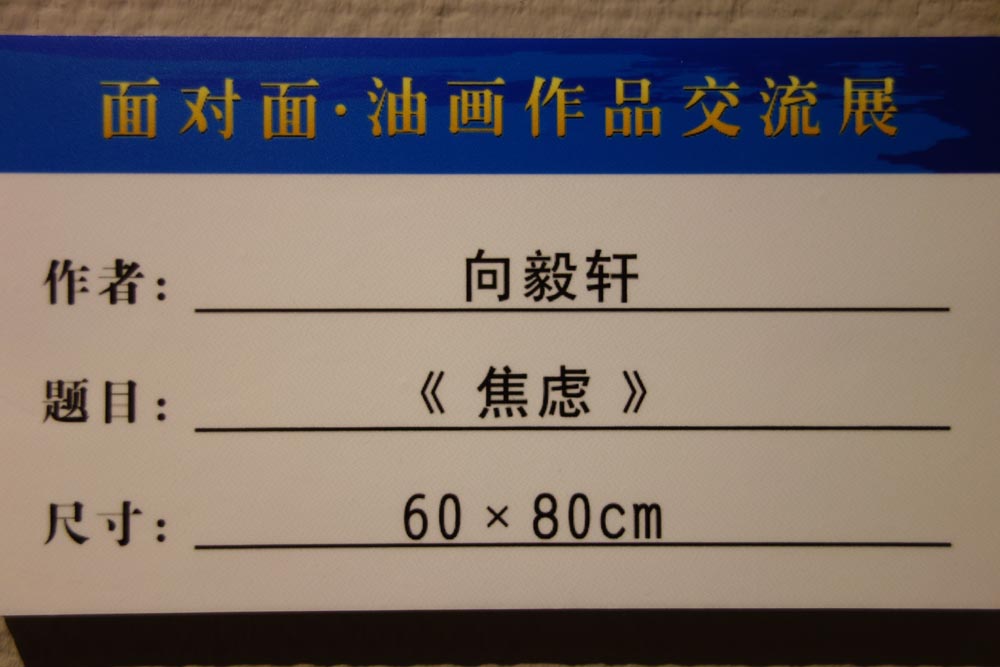 面对面·油画作品交流展
作者： 向毅轩
题目： 《焦虑》
尺寸： 60×80cm